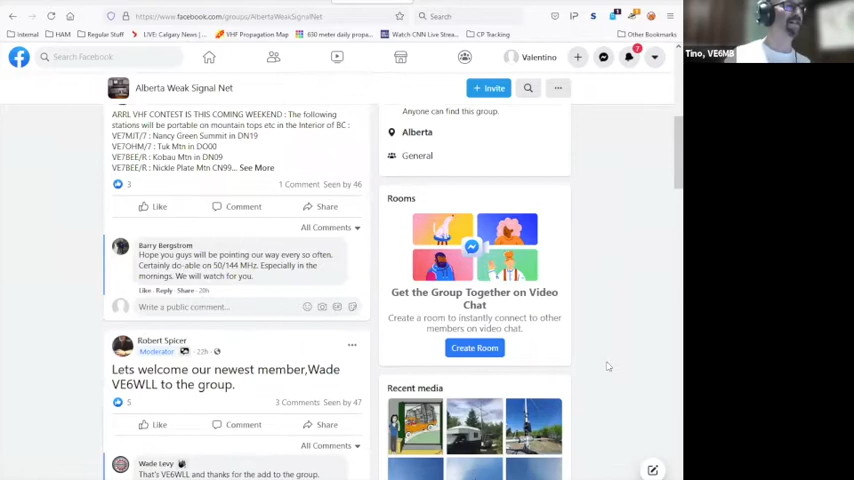 https://www.facebook.com/groups/AlbertaWeakSignalNet
Search
Internal
HAM
Regular Stuff
LIVE: Calgary News |...
VHF Propagation Map
630 meter daily propa...
Watch CNN Live Strea...
CP Tracking
Other Bookmarks
Search Facebook
Valentino
7
Tino, VE6MB
Alberta Weak Signal Net
+ Invite
ARRL VHF CONTEST IS THIS COMING WEEKEND : The following
stations will be portable on mountain tops etc in the Interior of BC :
VE7MJT/7 : Nancy Green Summit in DN19
VE7OHM/7 : Tuk Mtn in DO00
VE7BEE/R : Kobau Mtn in DN09
VE7BEE/R : Nickle Plate Mtn CN99... See More
3
1 Comment Seen by 46
Like
Comment
Share
All Comments
Barry Bergstrom
Hope you guys will be pointing our way every so often.
Certainly do-able on 50/144 MHz. Especially in the
mornings. We will watch for you.
Like · Reply · Share · 20h
Write a public comment...
Robert Spicer
Moderator · 22h ·
Lets welcome our newest member,Wade
VE6WLL to the group.
5
3 Comments Seen by 47
Like
Comment
Share
All Comments
Wade Levy
That's VE6WLL and thanks for the add to the group.
Anyone can find this group.
Alberta
General
Rooms
Get the Group Together on Video
Chat
Create a room to instantly connect to other
members on video chat.
Create Room
Recent media